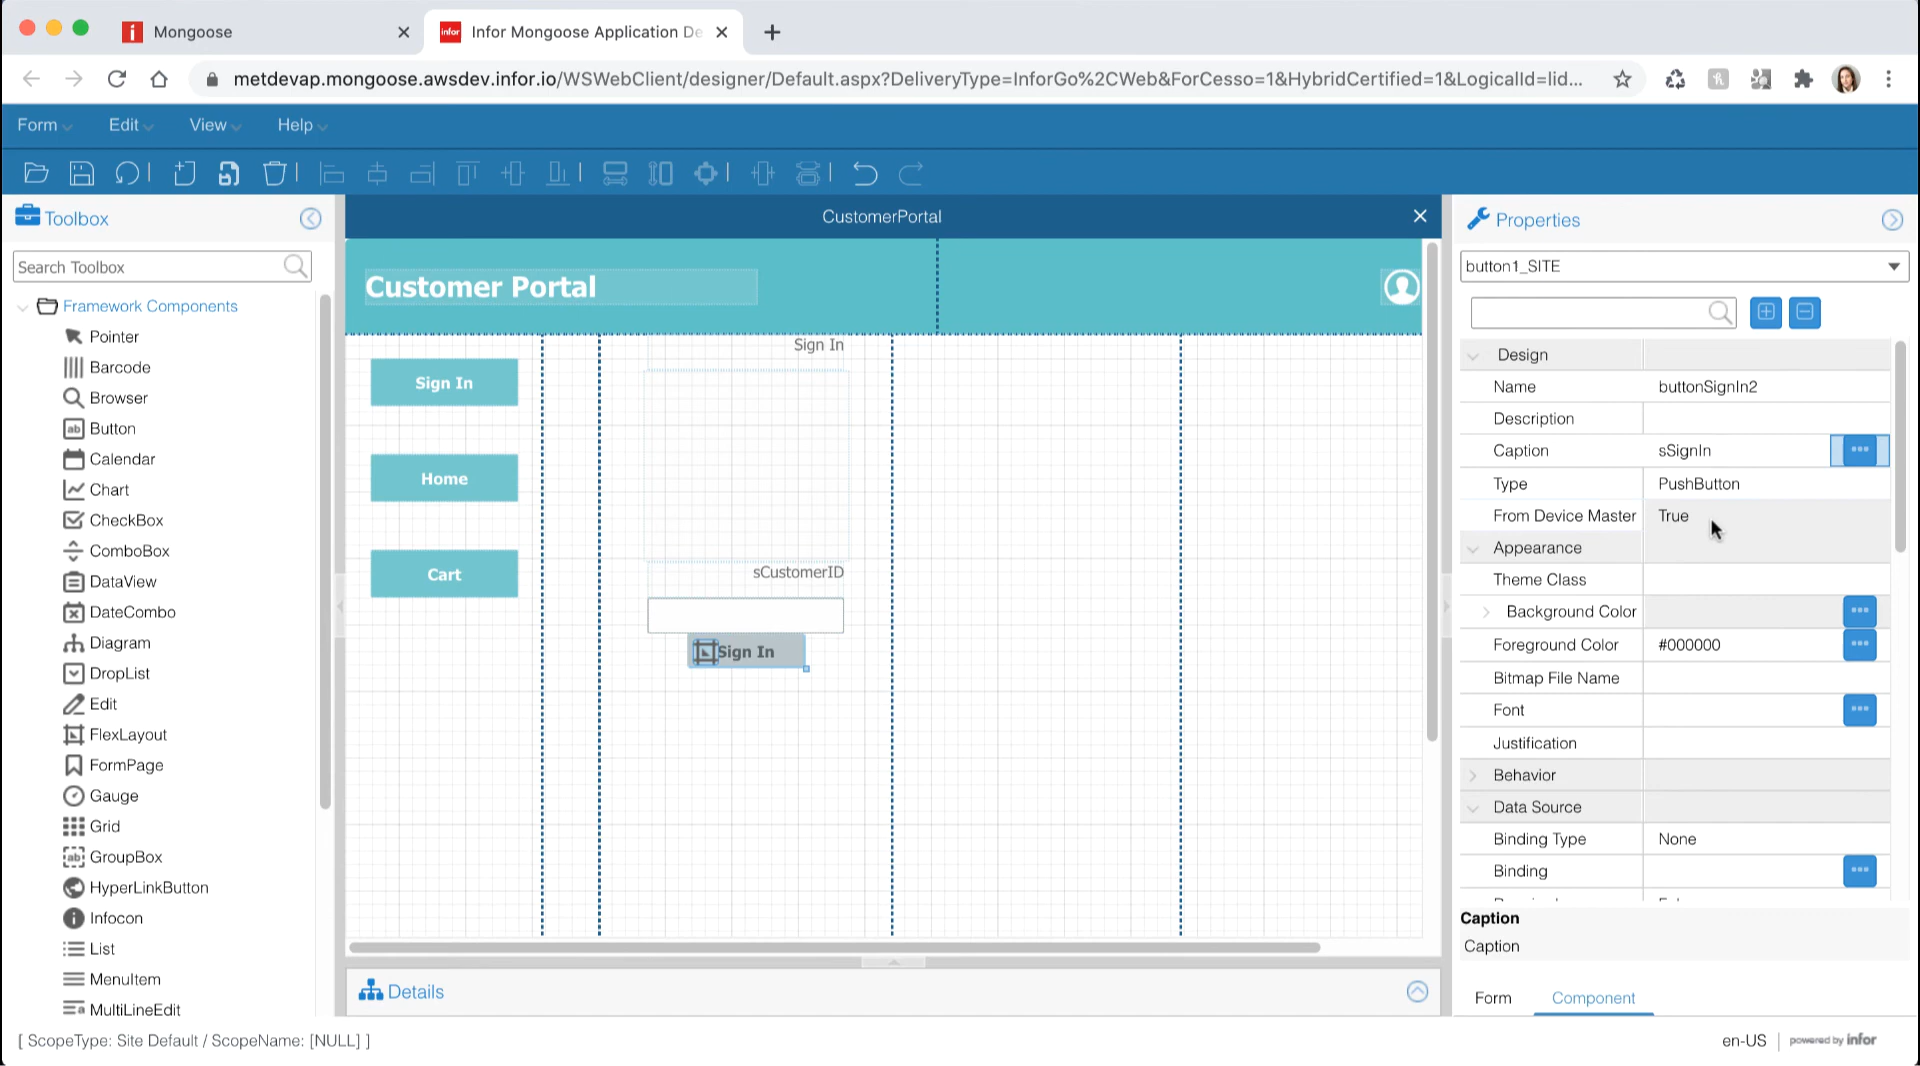 Mongoose
infor Infor Mongoose Application De
metdevap.mongoose.awsdev.infor.io/WSWebClient/designer/Default.aspx?DeliveryType=InforGo%2CWeb&ForCesso=1&HybridCertified=1&LogicalId=lid...
Form Edit View Help
Toolbox
Search Toolbox
Framework Components
Pointer
Barcode
Browser
Button
Calendar
Chart
CheckBox
ComboBox
DataView
DateCombo
Diagram
DropList
Edit
FlexLayout
FormPage
Gauge
Grid
GroupBox
HyperLinkButton
Infocon
List
MenuItem
MultiLineEdit
CustomerPortal
Customer Portal
Sign In
Home
Cart
Sign In
sCustomerID
Sign In
Details
Properties
button1_SITE
Design
Name buttonSignIn2
Description
Caption sSignIn
Type PushButton
From Device Master True
Appearance
Theme Class
Background Color
Foreground Color #000000
Bitmap File Name
Font
Justification
Behavior
Data Source
Binding Type None
Binding
Caption
Caption
Form Component
[ ScopeType: Site Default / ScopeName: [NULL] ]
en-US powered by infor